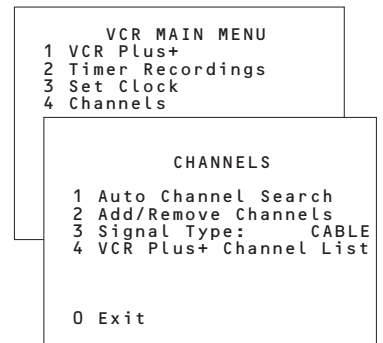 VCR MAIN MENU
1 VCR Plus+
2 Timer Recordings
3 Set Clock
4 Channels
CHANNELS
1 Auto Channel Search
2 Add/Remove Channels
3 Signal Type: CABLE
4 VCR Plus+ Channel List
0 Exit